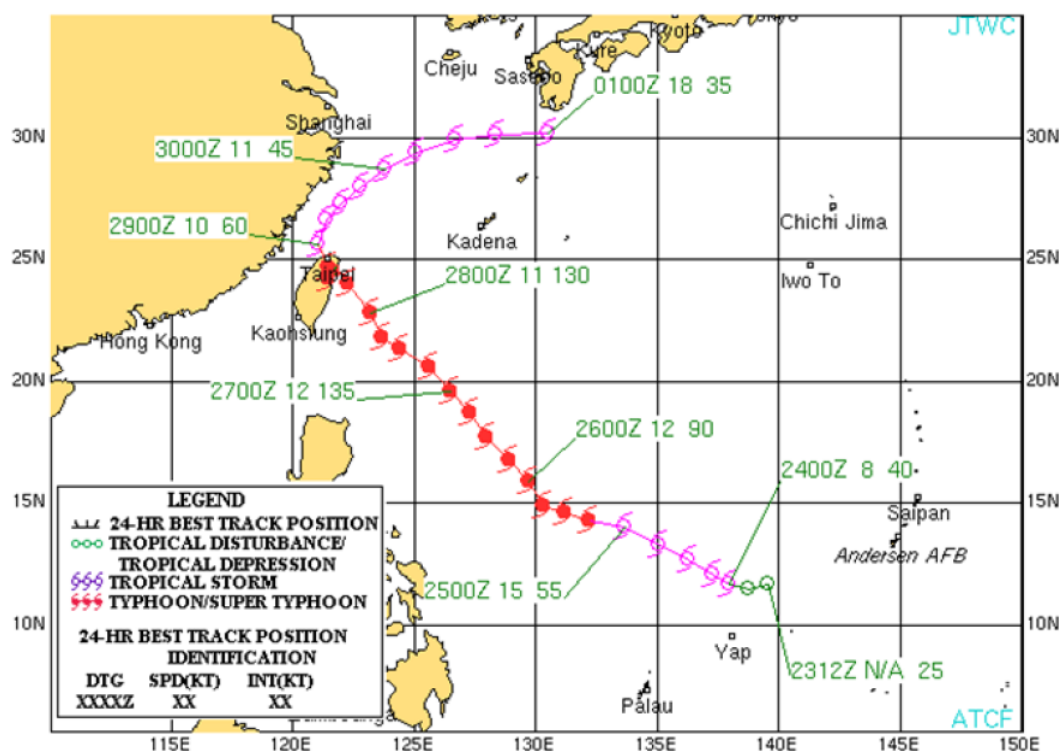 JTWC
Kyoto
Kure
Cheju
Sasebo
0100Z 18 35
30N
30N
Shanghai
3000Z 11 45
Chichi Jima
2900Z 10 60
Kadena
25N
25N
Taipei
2800Z 11 130
Iwo To
Hong Kong
Kaohsiung
20N
20N
2700Z 12 135
2600Z 12 90
2400Z 8 40
15N
15N
LEGEND
24-HR BEST TRACK POSITION
TROPICAL DISTURBANCE/
TROPICAL DEPRESSION
TROPICAL STORM
TYPHOON/SUPER TYPHOON
24-HR BEST TRACK POSITION
IDENTIFICATION
DTG SPD(KT) INT(KT)
XXXXZ XX XX
Saipan
Andersen AFB
2500Z 15 55
10N
10N
Yap
2312Z N/A 25
Palau
ATCF
115E 120E 125E 130E 135E 140E 145E 150E